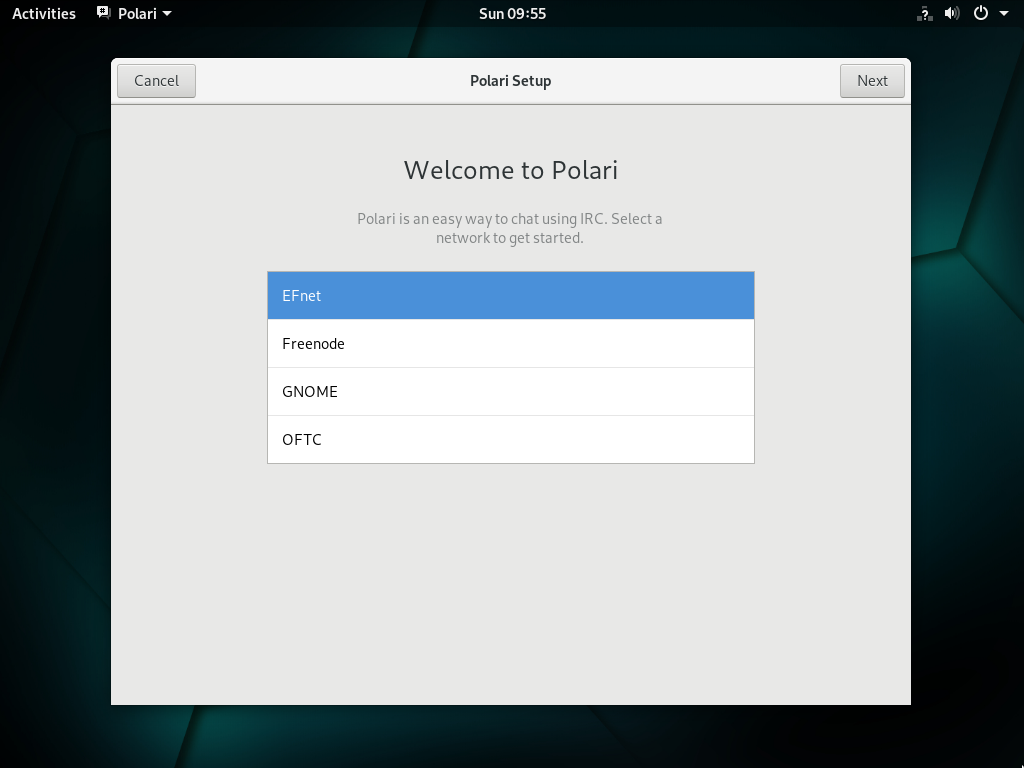 Activities Polari Sun 09:55
Cancel Polari Setup Next
Welcome to Polari
Polari is an easy way to chat using IRC. Select a
network to get started.
EFnet
Freenode
GNOME
OFTC